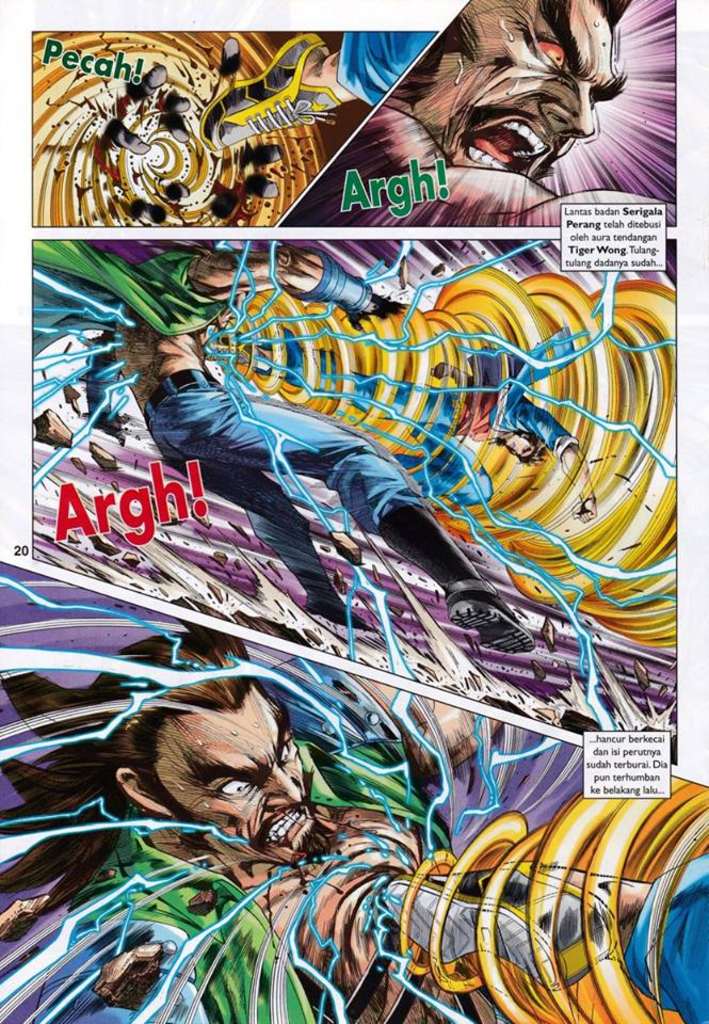 Pecah!
Argh!
Lantas badan Serigala
Perang telah ditebusi
oleh aura tendangan
Tiger Wong. Tulang-
tulang dadanya sudah...
Argh!
20
...hancur berkecai
dan isi perutnya
sudah terburai. Dia
pun terhumban
ke belakang lalu...